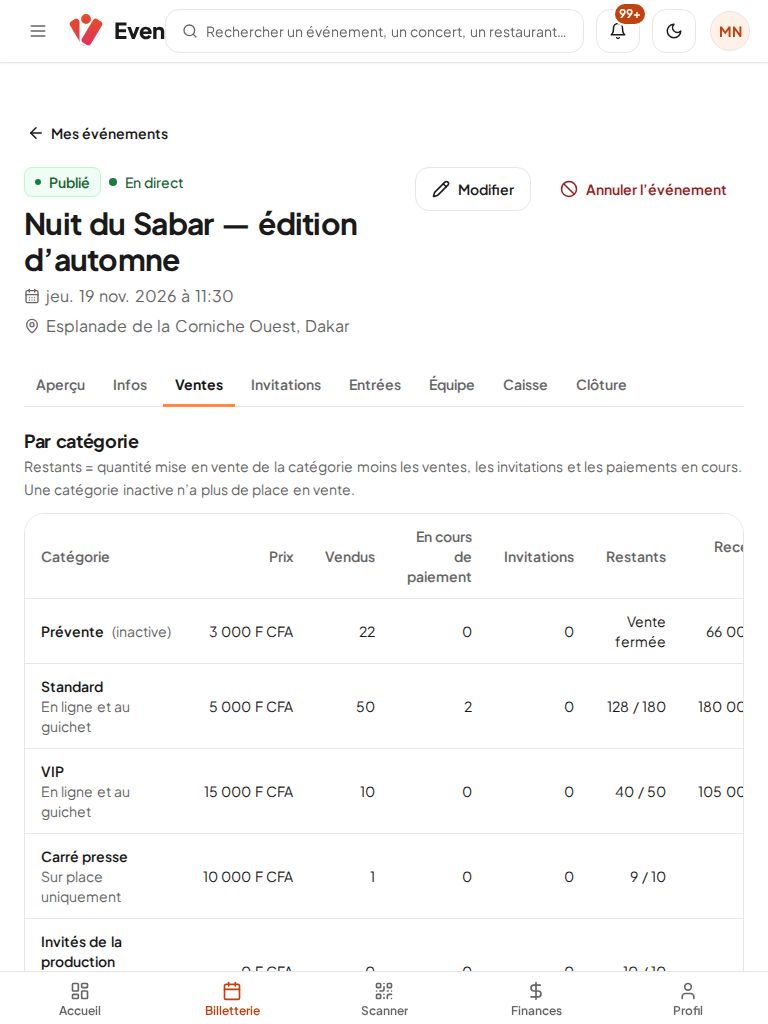 Even
Rechercher un événement, un concert, un restaurant…
99+
MN
Mes événements
Publié
En direct
Modifier
Annuler l’événement
Nuit du Sabar — édition
d’automne
jeu. 19 nov. 2026 à 11:30
Esplanade de la Corniche Ouest, Dakar
Aperçu Infos Ventes Invitations Entrées Équipe Caisse Clôture
Par catégorie
Restants = quantité mise en vente de la catégorie moins les ventes, les invitations et les paiements en cours.
Une catégorie inactive n’a plus de place en vente.
Catégorie Prix Vendus En cours de paiement Invitations Restants
Prévente (inactive) 3 000 F CFA 22 0 0 Vente fermée 66 00
Standard
En ligne et au guichet 5 000 F CFA 50 2 0 128 / 180 180 00
VIP
En ligne et au guichet 15 000 F CFA 10 0 0 40 / 50 105 00
Carré presse
Sur place uniquement 10 000 F CFA 1 0 0 9 / 10
Invités de la production
Accueil Billetterie Scanner Finances Profil